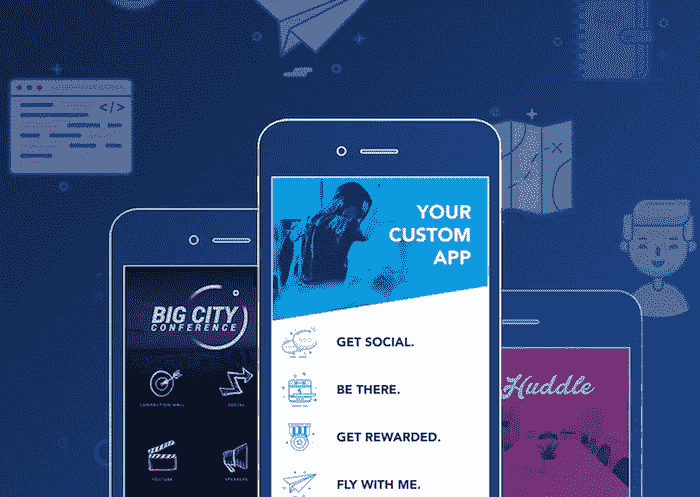 </>
YOUR
CUSTOM
APP
BIG CITY
CONFERENCE
GET SOCIAL.
BE THERE.
GET REWARDED.
FLY WITH ME.
Huddle
CONNECTION WALL
SOCIAL
YOUTUBE
SPEAKERS